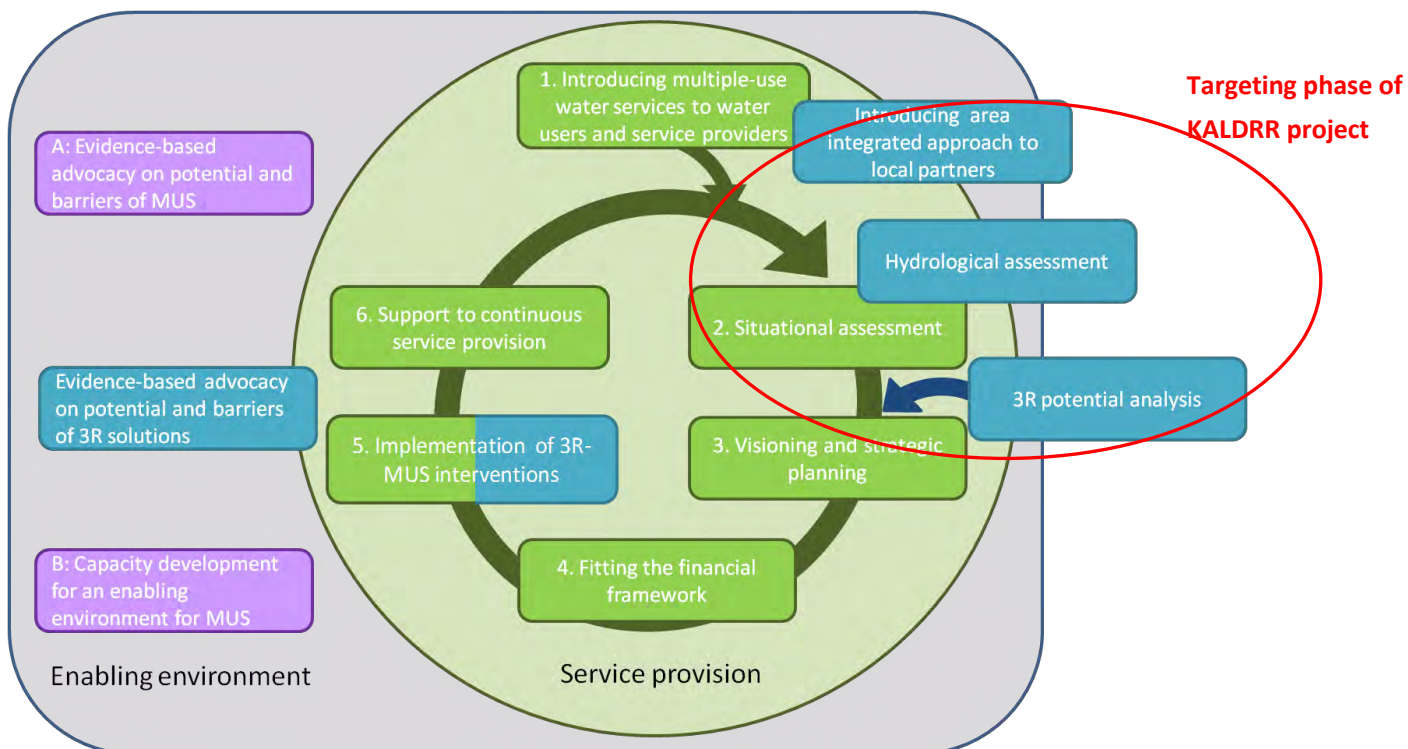 1. Introducing multiple-use
water services to water
users and service providers
Targeting phase of
KALDRR project
Introducing area
integrated approach to
local partners
A: Evidence-based
advocacy on potential and
barriers of MUS
Hydrological assessment
6. Support to continuous
service provision
2. Situational assessment
Evidence-based advocacy
on potential and barriers
of 3R solutions
3R potential analysis
5. Implementation of 3R-
MUS interventions
3. Visioning and strategic
planning
B: Capacity development
for an enabling
environment for MUS
4. Fitting the financial
framework
Enabling environment
Service provision